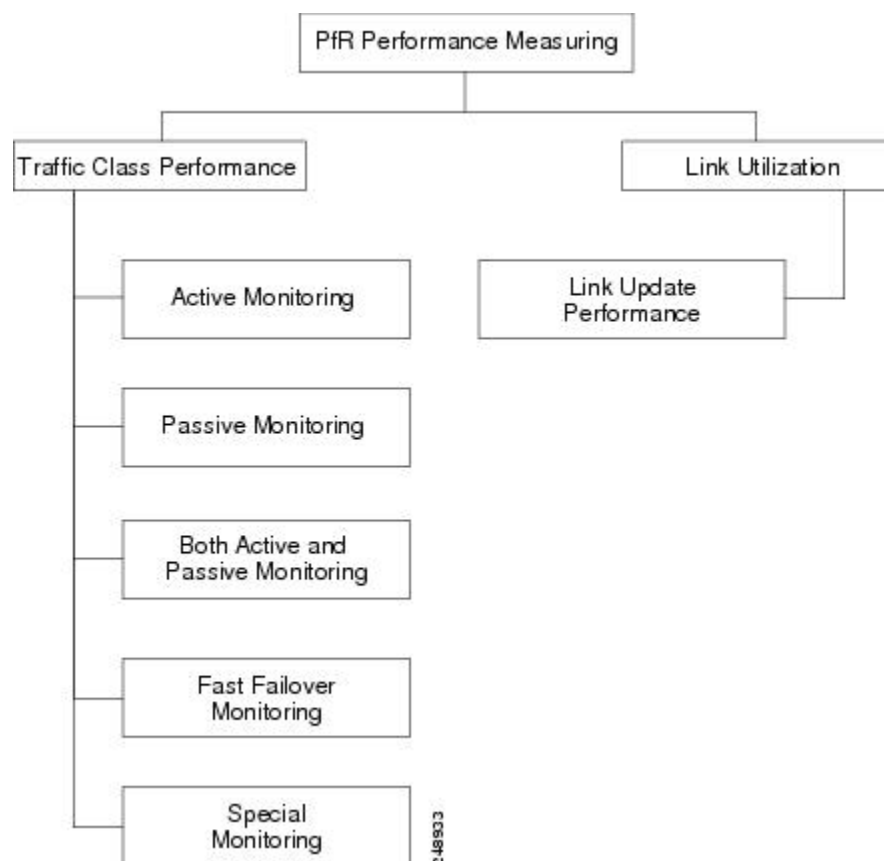 PfR Performance Measuring
Traffic Class Performance
Link Utilization
Active Monitoring
Link Update
Performance
Passive Monitoring
Both Active and
Passive Monitoring
Fast Failover
Monitoring
Special
Monitoring
248933